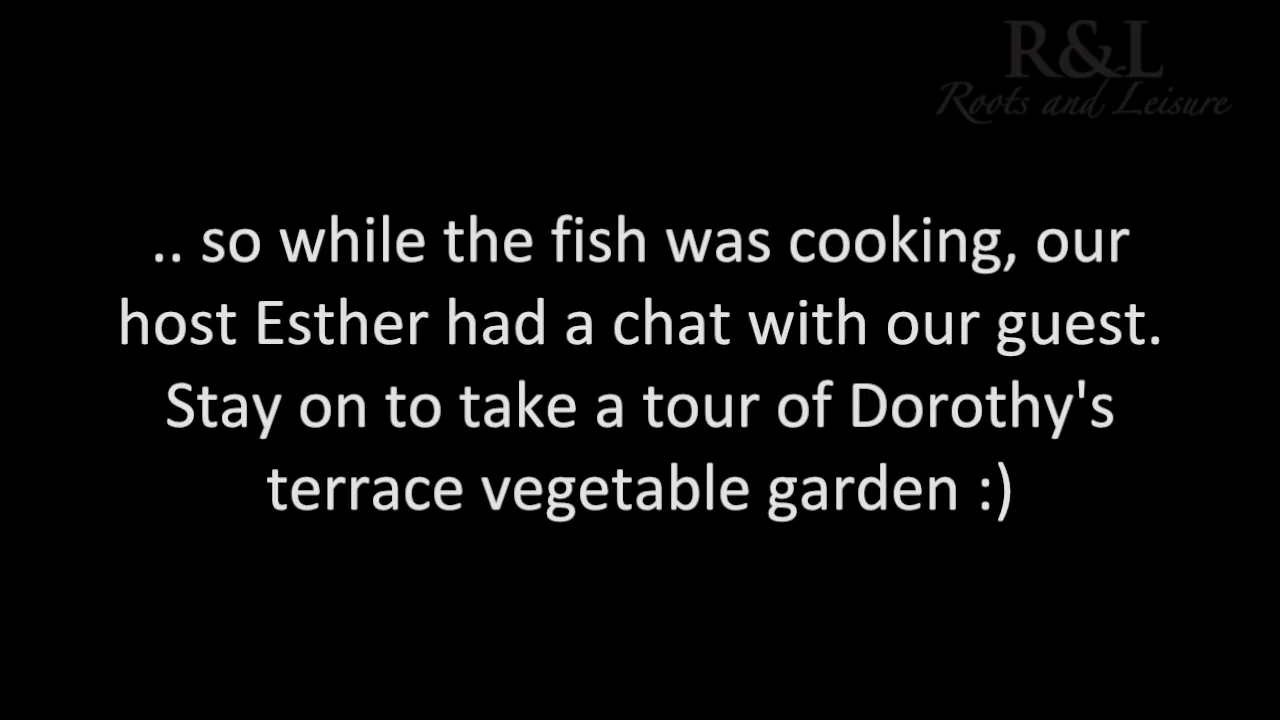 R&L
Roots and Leisure
.. so while the fish was cooking, our
host Esther had a chat with our guest.
Stay on to take a tour of Dorothy's
terrace vegetable garden :)